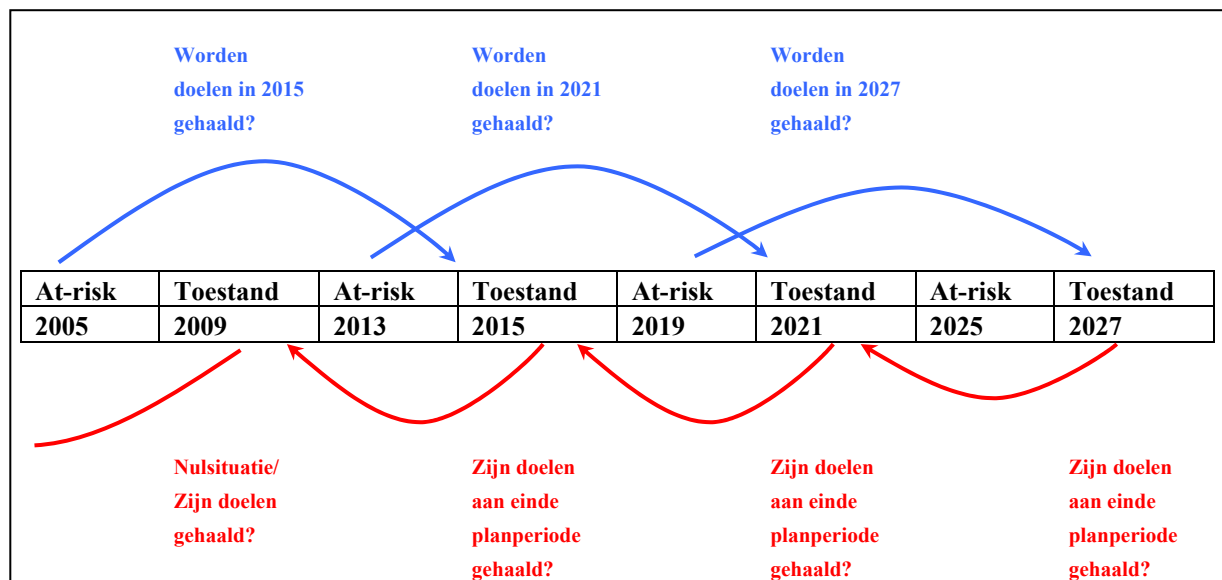 Worden
doelen in 2015
gehaald?
Worden
doelen in 2021
gehaald?
Worden
doelen in 2027
gehaald?
At-risk Toestand At-risk Toestand At-risk Toestand At-risk Toestand
2005 2009 2013 2015 2019 2021 2025 2027
Nulsituatie/
Zijn doelen
gehaald?
Zijn doelen
aan einde
planperiode
gehaald?
Zijn doelen
aan einde
planperiode
gehaald?
Zijn doelen
aan einde
planperiode
gehaald?